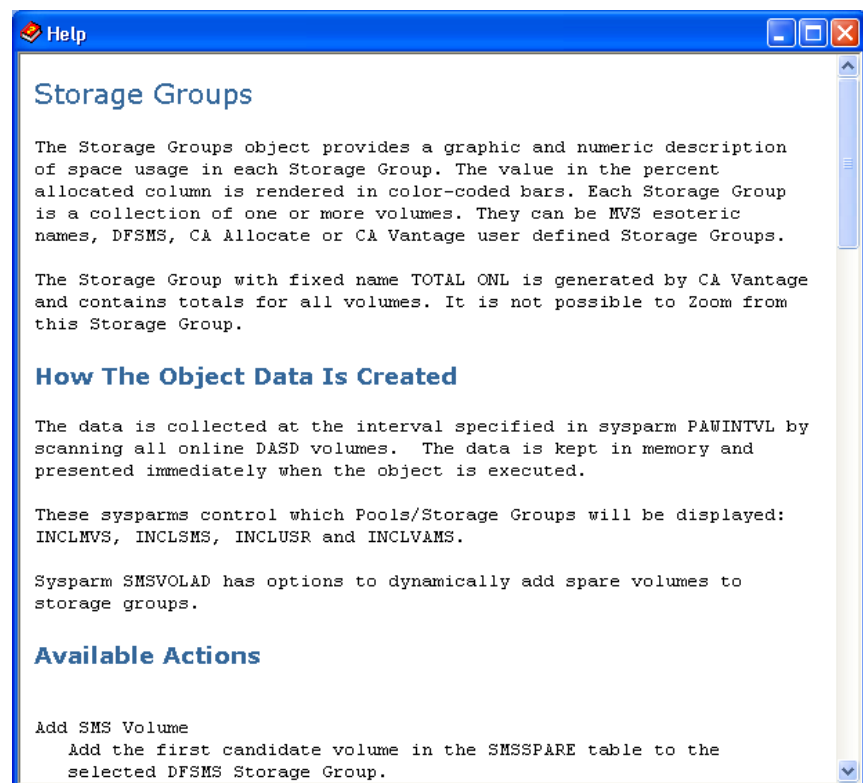 Help
Storage Groups
The Storage Groups object provides a graphic and numeric description
of space usage in each Storage Group. The value in the percent
allocated column is rendered in color-coded bars. Each Storage Group
is a collection of one or more volumes. They can be MVS esoteric
names, DFSMS, CA Allocate or CA Vantage user defined Storage Groups.
The Storage Group with fixed name TOTAL ONL is generated by CA Vantage
and contains totals for all volumes. It is not possible to Zoom from
this Storage Group.
How The Object Data Is Created
The data is collected at the interval specified in sysparm PAWINTVL by
scanning all online DASD volumes.  The data is kept in memory and
presented immediately when the object is executed.
These sysparms control which Pools/Storage Groups will be displayed:
INCLMVS, INCLSMS, INCLUSR and INCLVAMS.
Sysparm SMSVOLAD has options to dynamically add spare volumes to
storage groups.
Available Actions
Add SMS Volume
Add the first candidate volume in the SMSSPARE table to the
selected DFSMS Storage Group.